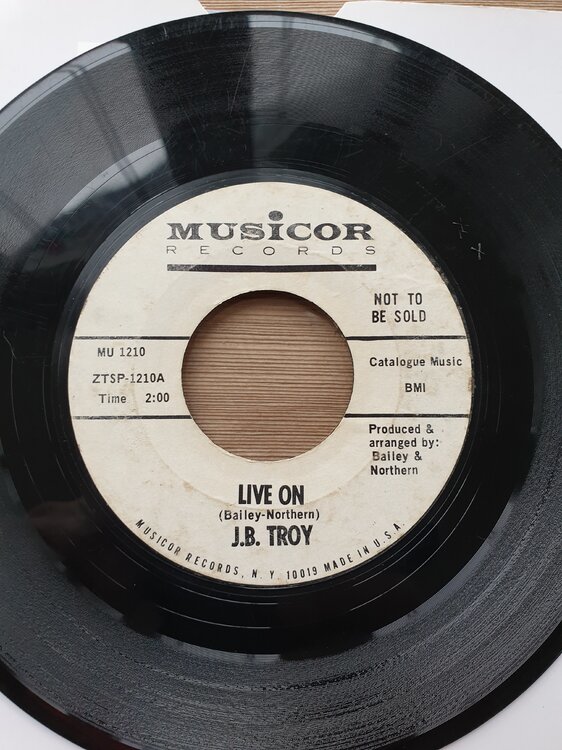 MUSICOR
RECORDS
NOT TO
BE SOLD
MU 1210
ZTSP-1210A
Time 2:00
Catalogue Music
BMI
Produced &
arranged by:
Bailey &
Northern
LIVE ON
(Bailey-Northern)
J.B. TROY
MUSICOR RECORDS, N. Y. 10019 MADE IN U.S.A.